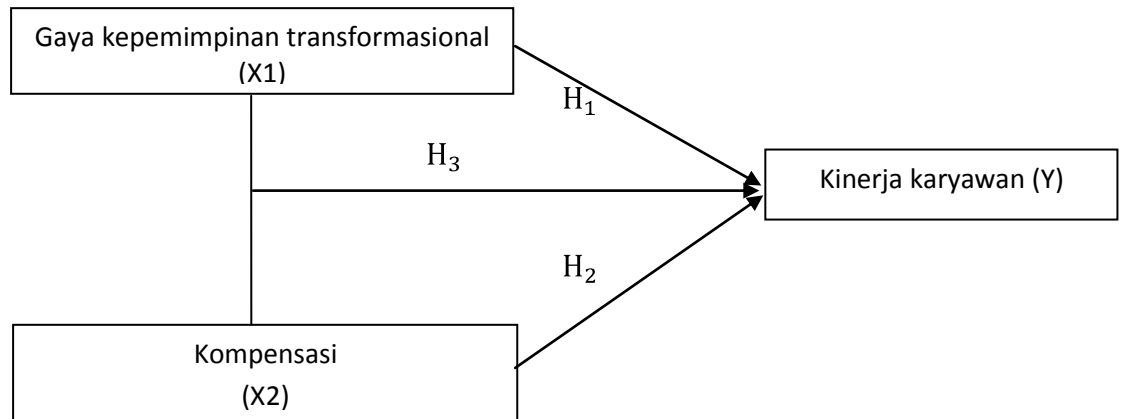 Gaya kepemimpinan transformasional
(X1)
H₁
H₃
Kinerja karyawan (Y)
H₂
Kompensasi
(X2)